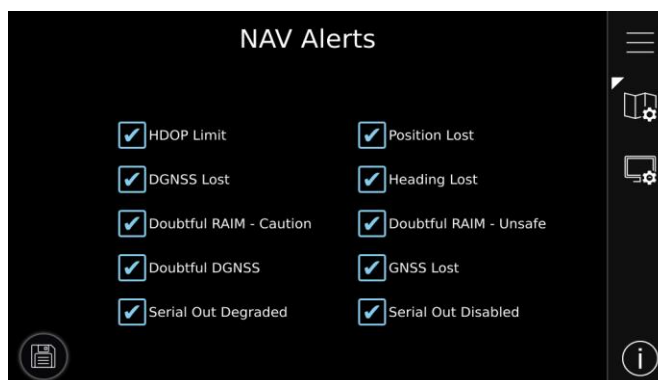 NAV Alerts
HDOP Limit
Position Lost
DGNSS Lost
Heading Lost
Doubtful RAIM - Caution
Doubtful RAIM - Unsafe
Doubtful DGNSS
GNSS Lost
Serial Out Degraded
Serial Out Disabled